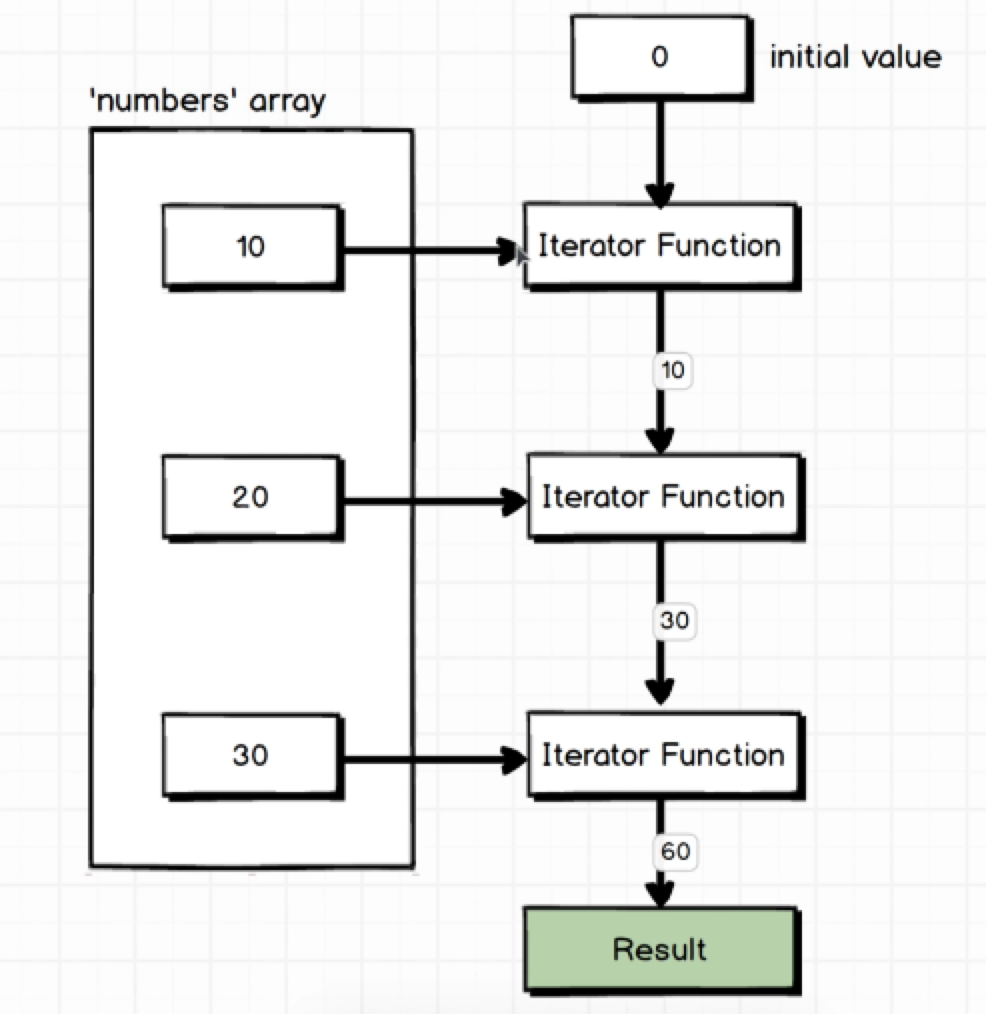 0
initial value
'numbers' array
10
Iterator Function
10
20
Iterator Function
30
30
Iterator Function
60
Result